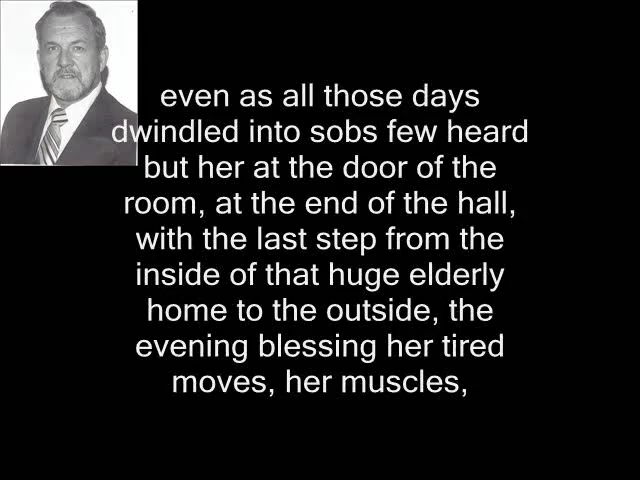 even as all those days
dwindled into sobs few heard
but her at the door of the
room, at the end of the hall,
with the last step from the
inside of that huge elderly
home to the outside, the
evening blessing her tired
moves, her muscles,